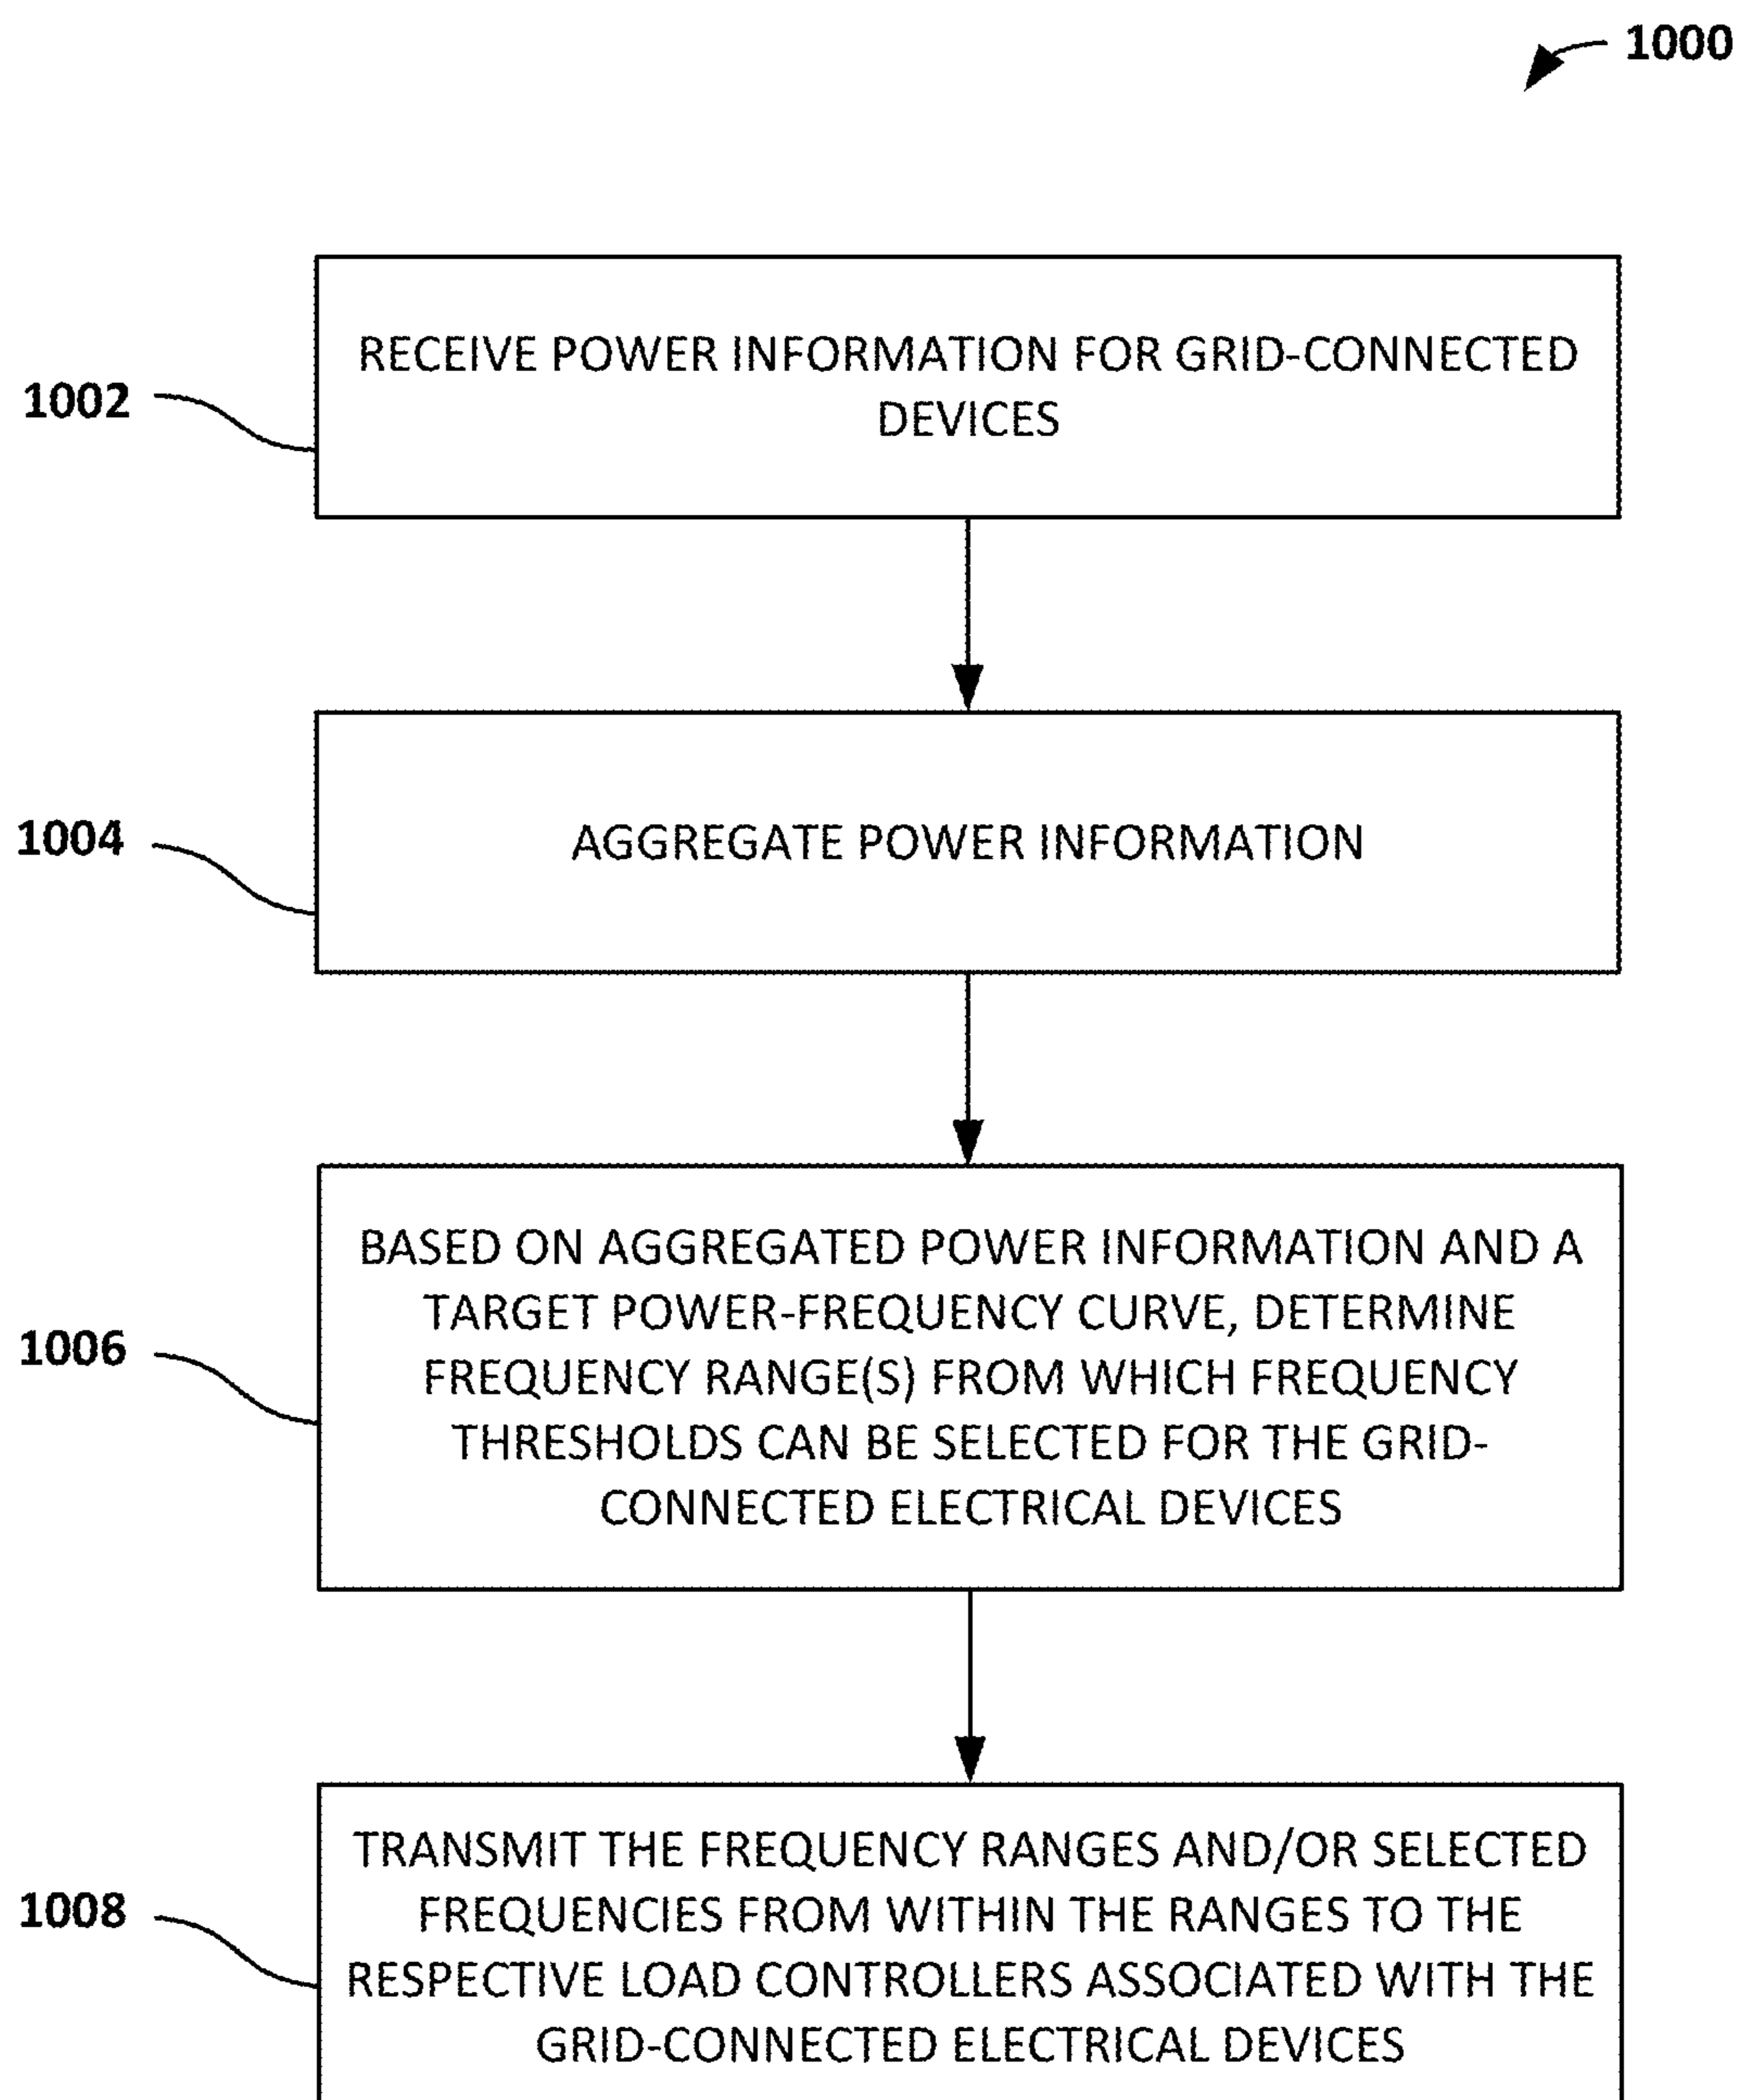 1000
RECEIVE POWER INFORMATION FOR GRID-CONNECTED
DEVICES
1002
AGGREGATE POWER INFORMATION
1004
BASED ON AGGREGATED POWER INFORMATION AND A
TARGET POWER-FREQUENCY CURVE, DETERMINE
FREQUENCY RANGE(S) FROM WHICH FREQUENCY
THRESHOLDS CAN BE SELECTED FOR THE GRID-
CONNECTED ELECTRICAL DEVICES
1006
TRANSMIT THE FREQUENCY RANGES AND/OR SELECTED
FREQUENCIES FROM WITHIN THE RANGES TO THE
RESPECTIVE LOAD CONTROLLERS ASSOCIATED WITH THE
GRID-CONNECTED ELECTRICAL DEVICES
1008